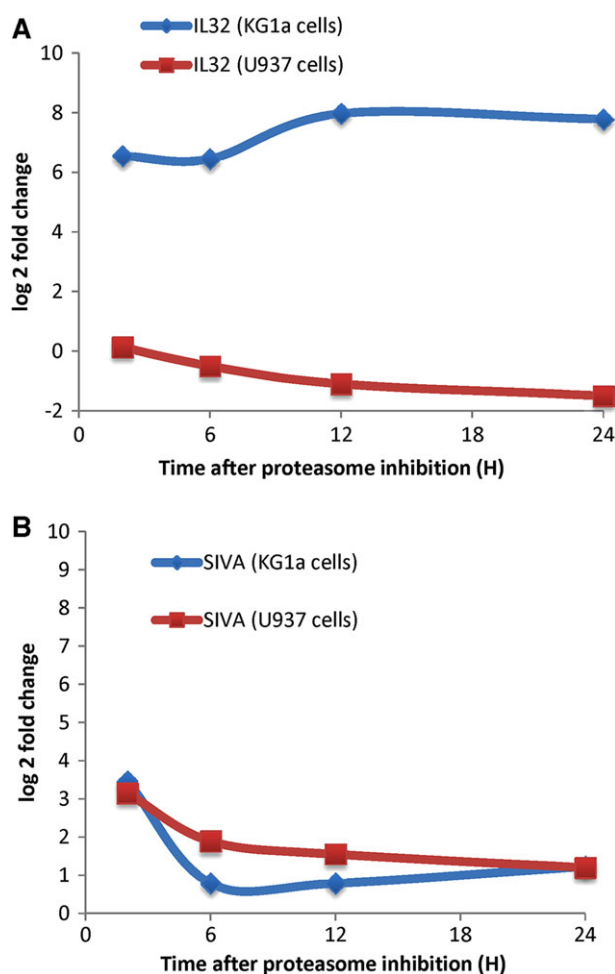 A
IL32 (KG1a cells)
IL32 (U937 cells)
10
8
6
4
2
0
-2
log 2 fold change
0 6 12 18 24
Time after proteasome inhibition (H)
B
SIVA (KG1a cells)
SIVA (U937 cells)
10
9
8
7
6
5
4
3
2
1
0
log 2 fold change
0 6 12 18 24
Time after proteasome inhibition (H)